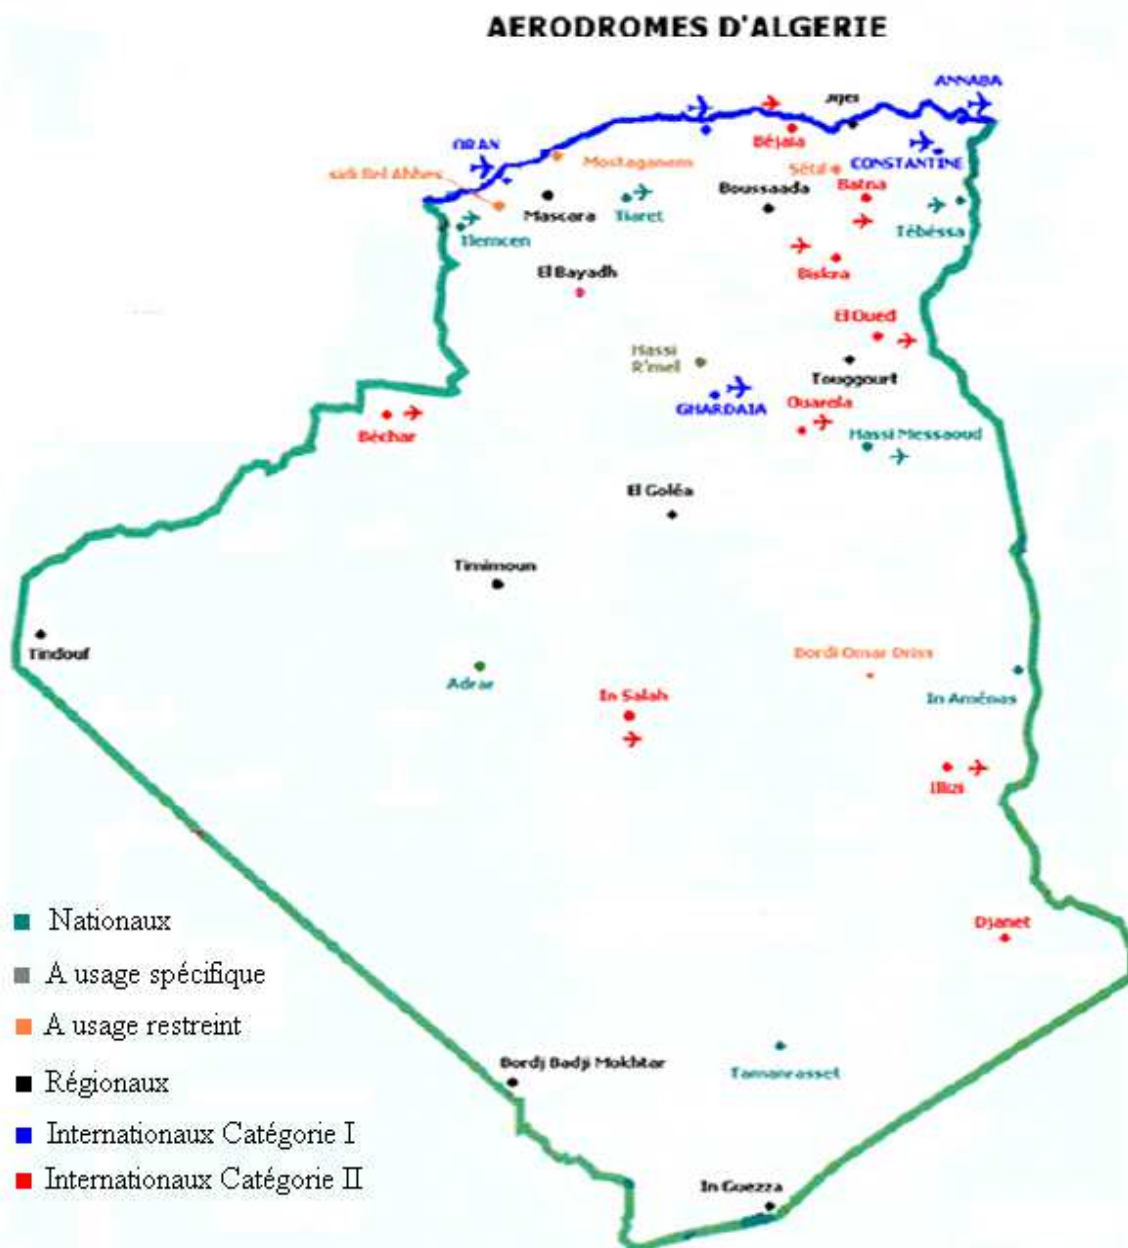 AERODROMES D'ALGERIE
ANNABA
Jijel
ORAN
Béjaia
CONSTANTINE
Mostaganem
Sétif
sidi Bel Abbes
Batna
Boussaada
Mascara
Tiaret
Tébéssa
Tlemcen
El Bayadh
Biskra
El Oued
Hassi
R'mel
Touggourt
GHARDAIA
Ouargla
Béchar
Hassi Messaoud
El Goléa
Timimoun
Tindouf
Bordj Omar Driss
Adrar
In Salah
In Aménas
Illizi
Nationaux
Djanet
A usage spécifique
A usage restreint
Bordj Badji Mokhtar
Tamanrasset
Régionaux
Internationaux Catégorie I
Internationaux Catégorie II
In Guezza